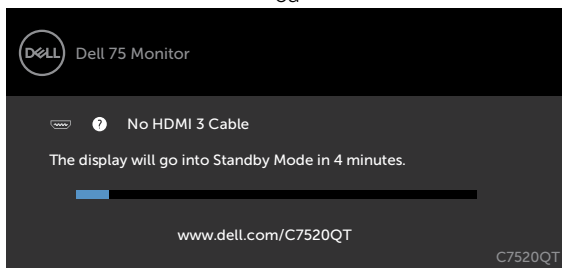 ou
DELL
Dell 75 Monitor
? No HDMI 3 Cable
The display will go into Standby Mode in 4 minutes.
www.dell.com/C7520QT
C7520QT